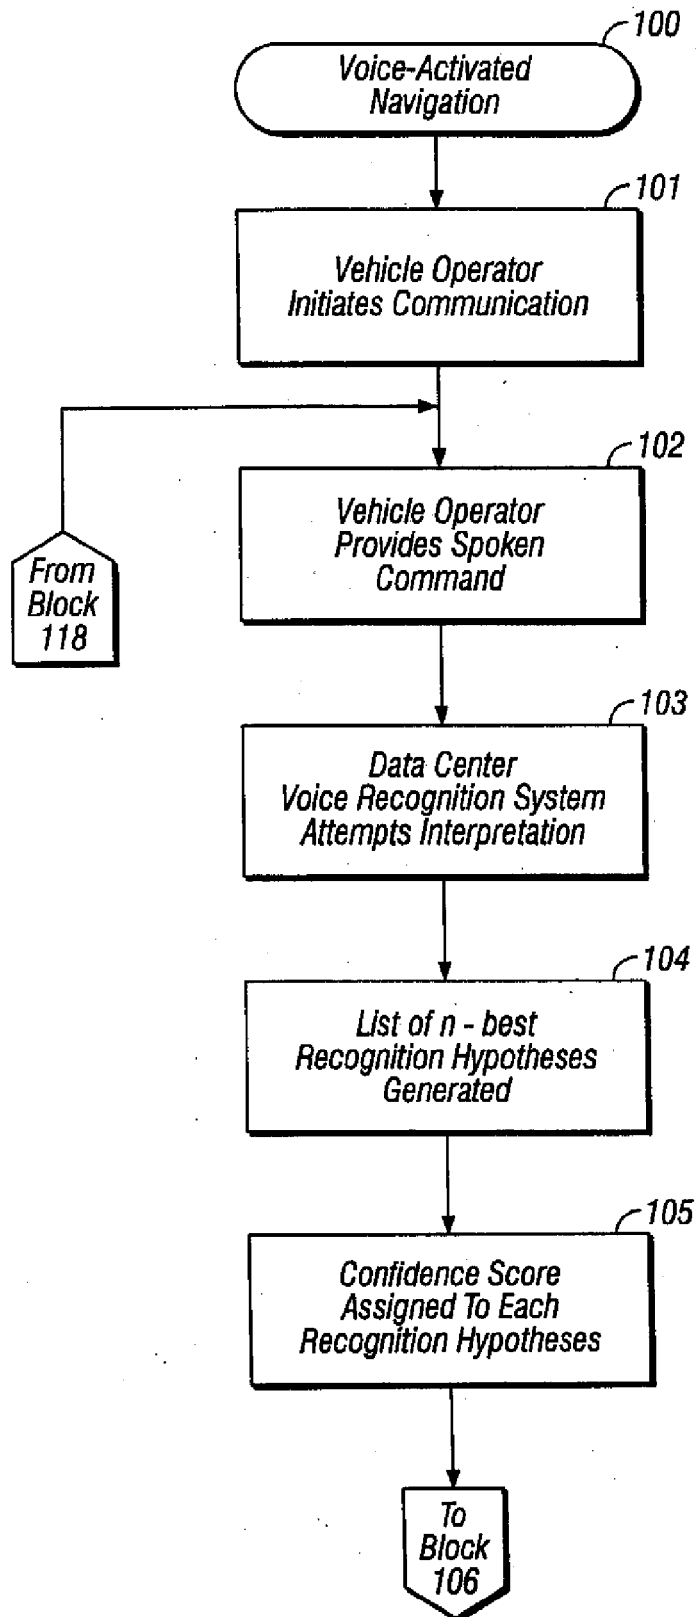 100
Voice-Activated
Navigation
101
Vehicle Operator
Initiates Communication
102
Vehicle Operator
Provides Spoken
Command
From
Block
118
103
Data Center
Voice Recognition System
Attempts Interpretation
104
List of n - best
Recognition Hypotheses
Generated
105
Confidence Score
Assigned To Each
Recognition Hypotheses
To
Block
106